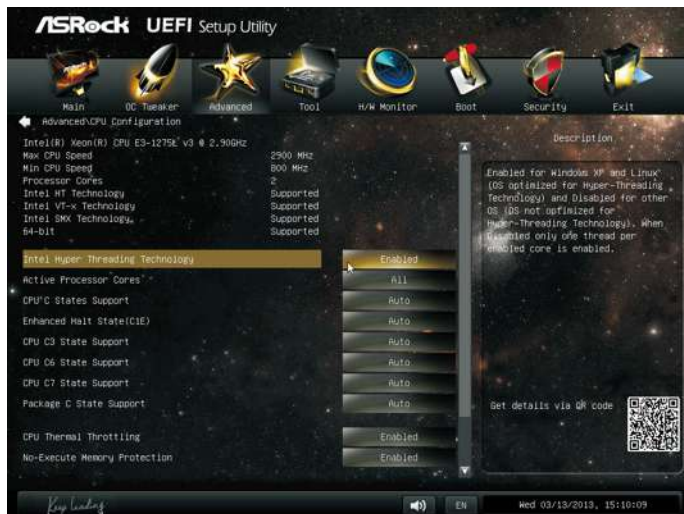 ASRock UEFI Setup Utility
Main OC Tweaker Advanced Tool H/W Monitor Boot Security Exit
Advanced\CPU Configuration
Description
Intel(R) Xeon(R) CPU E3-1275L v3 @ 2.90GHz
Max CPU Speed 2900 MHz
Min CPU Speed 800 MHz
Processor Cores 2
Intel HT Technology Supported
Intel VT-x Technology Supported
Intel SMX Technology Supported
64-bit Supported
Intel Hyper Threading Technology Enabled
Active Processor Cores All
CPU C States Support Auto
Enhanced Halt State(C1E) Auto
CPU C3 State Support Auto
CPU C6 State Support Auto
CPU C7 State Support Auto
Package C State Support Auto
CPU Thermal Throttling Enabled
No-Execute Memory Protection Enabled
Enabled for Windows XP and Linux
(OS optimized for Hyper-Threading
Technology) and Disabled for other
OS (OS not optimized for
Hyper-Threading Technology). When
Disabled only one thread per
enabled core is enabled.
Get details via QR code
Keep Leading
EN
Wed 03/13/2013, 15:10:09